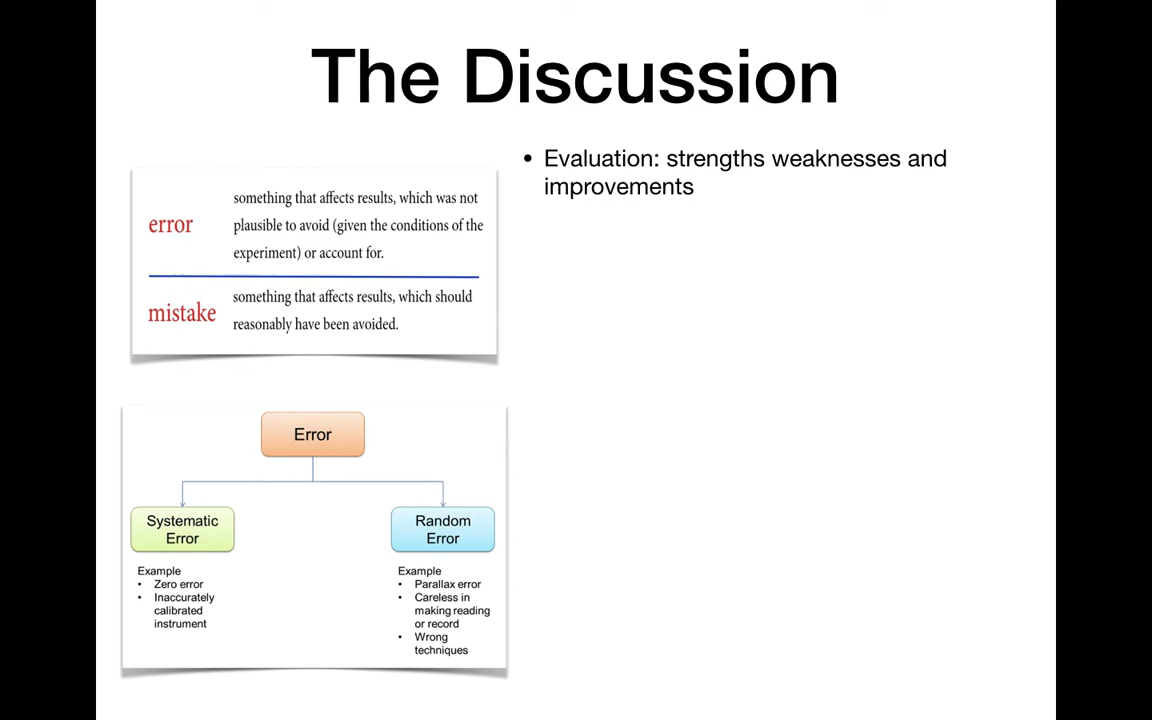 The Discussion
• Evaluation: strengths weaknesses and
improvements
error
something that affects results, which was not
plausible to avoid (given the conditions of the
experiment) or account for.
mistake
something that affects results, which should
reasonably have been avoided.
Error
Systematic
Error
Example
• Zero error
• Inaccurately
calibrated
instrument
Random
Error
Example
• Parallax error
• Careless in
making reading
or record
• Wrong
techniques